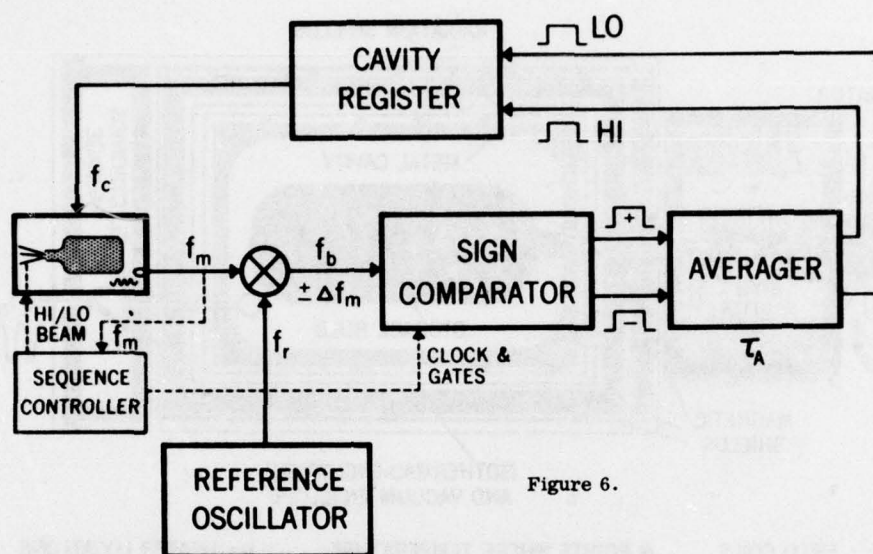 LO
CAVITY
REGISTER
HI
f_c
f_m
f_b
± Δf_m
SIGN
COMPARATOR
+
AVERAGER
τ_A
HI/LO
BEAM
f_m
f_r
CLOCK &
GATES
SEQUENCE
CONTROLLER
REFERENCE
OSCILLATOR
Figure 6.